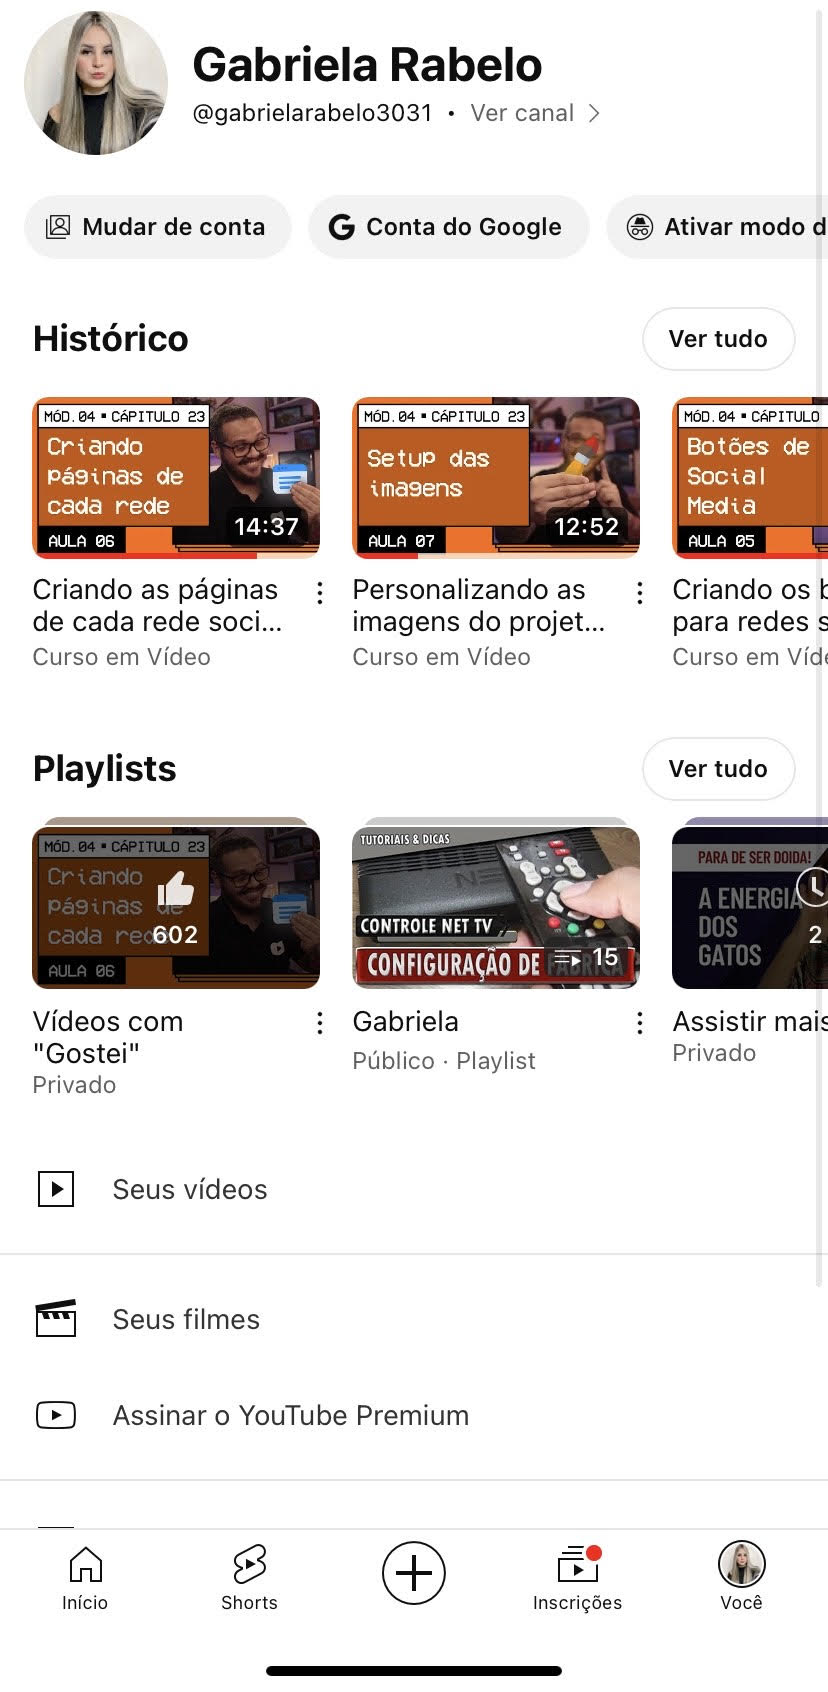 Gabriela Rabelo
@gabrielarabelo3031 • Ver canal
Mudar de conta
G Conta do Google
Ativar modo d
Histórico
Ver tudo
MÓD.04 ▪ CÁPITULO 23
Criando
páginas de
cada rede
AULA 06
14:37
MÓD.04 ▪ CÁPITULO 23
Setup das
imagens
AULA 07
12:52
MÓD.04 ▪ CÁPITULO
Botões de
Social
Media
AULA 05
Criando as páginas
de cada rede soci...
Curso em Vídeo
Personalizando as
imagens do projet...
Curso em Vídeo
Criando os b
para redes s
Curso em Víde
Playlists
Ver tudo
MÓD.04 ▪ CÁPITULO 23
Criando
páginas de
cada rede
AULA 06
602
TUTORIAIS & DICAS
CONTROLE NET TV
CONFIGURAÇÃO DE FÁBRICA
15
PARA DE SER DOIDA!
A ENERGIA
DOS
GATOS
2
Vídeos com
"Gostei"
Privado
Gabriela
Público · Playlist
Assistir mais
Privado
Seus vídeos
Seus filmes
Assinar o YouTube Premium
Início
Shorts
Inscrições
Você